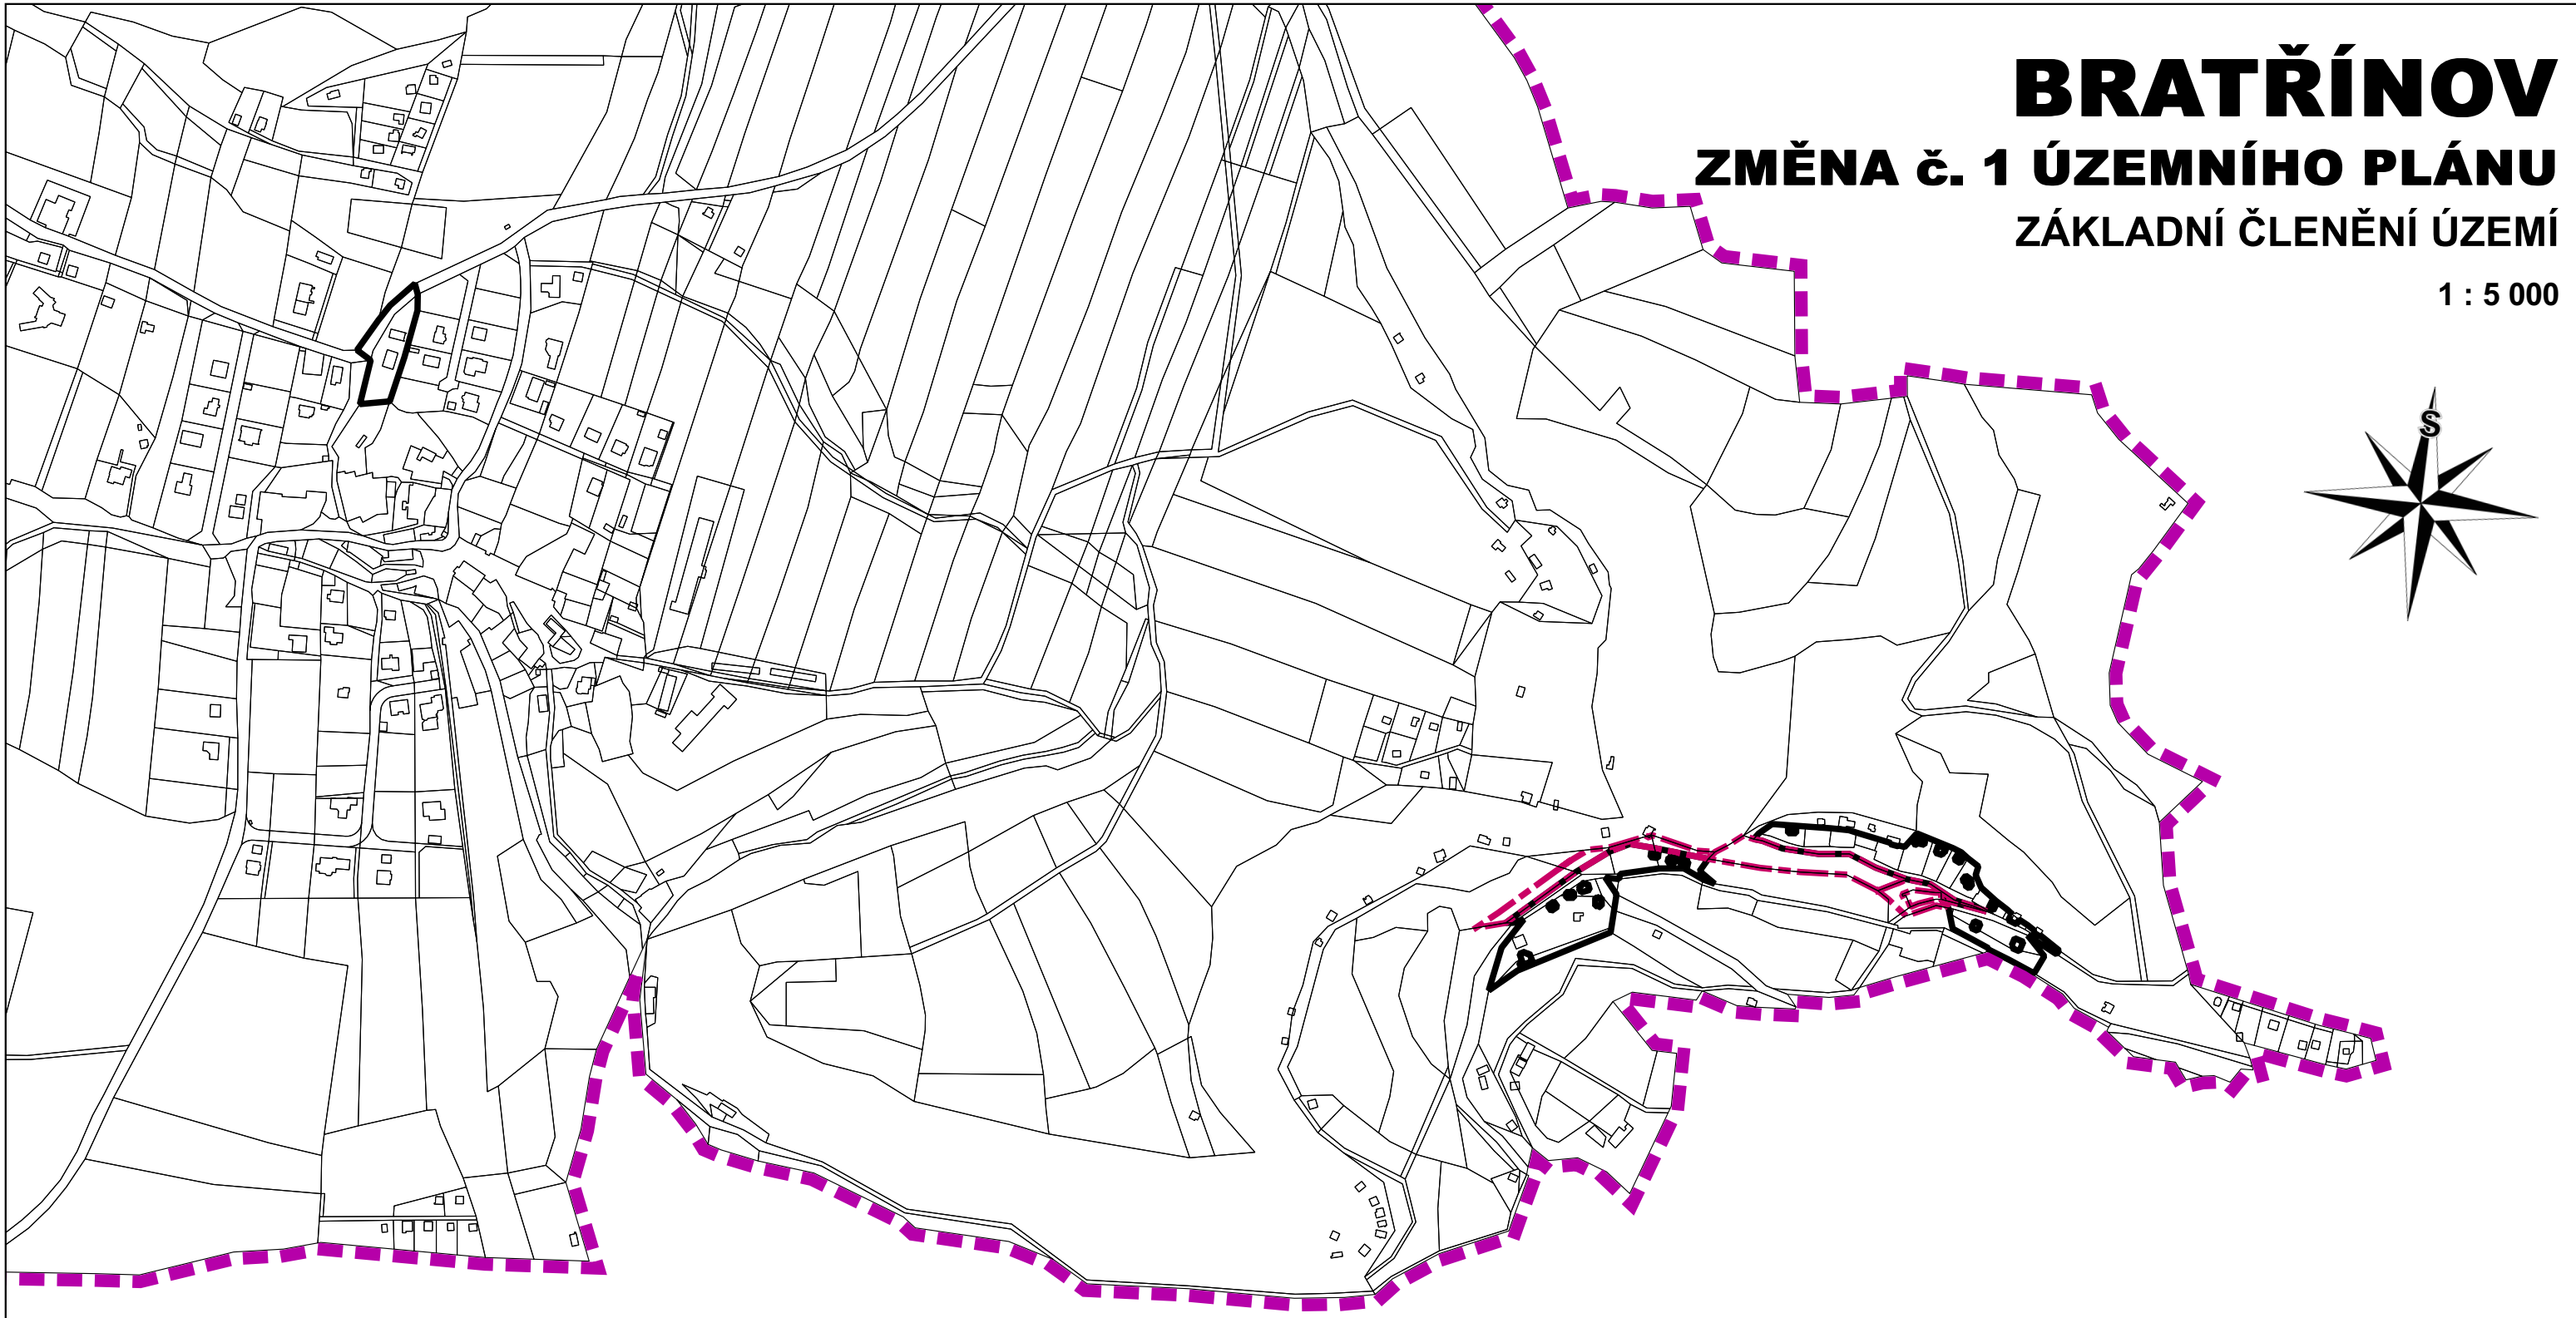 BRATŘÍNOV
ZMĚNA č. 1 ÚZEMNÍHO PLÁNU
ZÁKLADNÍ ČLENĚNÍ ÚZEMÍ
1 : 5 000
S